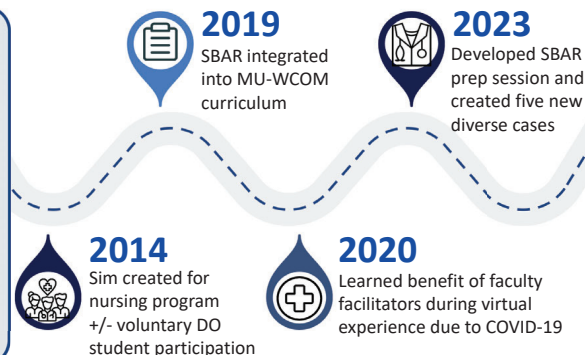 2019
SBAR integrated
into MU-WCOM
curriculum
2023
Developed SBAR
prep session and
created five new
diverse cases
2014
Sim created for
nursing program
+/- voluntary DO
student participation
2020
Learned benefit of faculty
facilitators during virtual
experience due to COVID-19